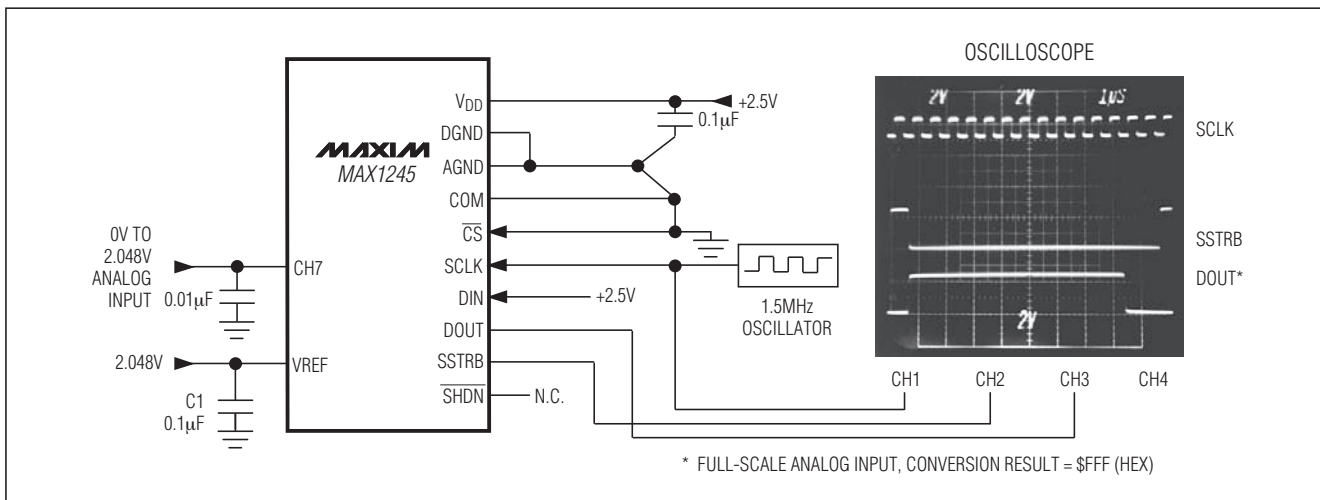 OSCILLOSCOPE
VDD
+2.5V
0.1µF
DGND
MAXIM
MAX1245
AGND
COM
CS
0V TO
2.048V
ANALOG
INPUT
0.01µF
CH7
SCLK
DIN
+2.5V
1.5MHz
OSCILLATOR
DOUT
2.048V
VREF
SSTRB
C1
0.1µF
SHDN
N.C.
2V 2V 1µS
SCLK
SSTRB
DOUT*
2V
CH1 CH2 CH3 CH4
* FULL-SCALE ANALOG INPUT, CONVERSION RESULT = $FFF (HEX)